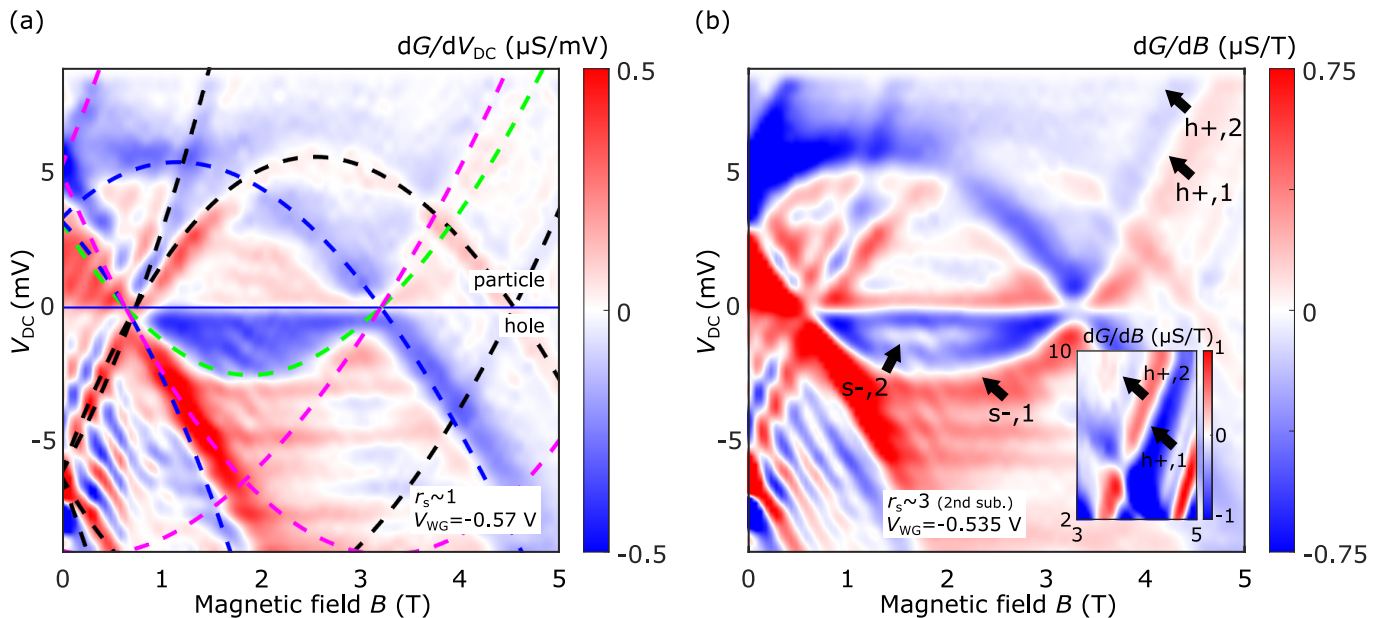 (a)
dG/dV_DC (μS/mV)
0.5
0
-0.5
5
0
-5
V_DC (mV)
particle
hole
r_s~1
V_WG=-0.57 V
0 1 2 3 4 5
Magnetic field B (T)
(b)
dG/dB (μS/T)
0.75
0
-0.75
5
0
-5
V_DC (mV)
h+,2
h+,1
s-,2
s-,1
dG/dB (μS/T)
10
2
3 5
1
0
-1
h+,2
h+,1
r_s~3 (2nd sub.)
V_WG=-0.535 V
0 1 2 3 4 5
Magnetic field B (T)